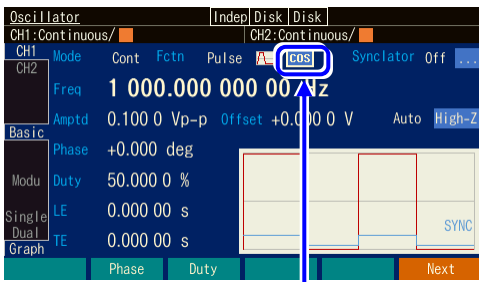 Oscillator Indep Disk Disk
CH1:Continuous/ CH2:Continuous/
CH1 Mode Cont Fctn Pulse COS Synclator Off ...
CH2
Freq 1 000.000 000 00 Hz
Amptd 0.100 0 Vp-p Offset +0.000 0 V Auto High-Z
Basic
Phase +0.000 deg
Modu Duty 50.000 0 %
Single LE 0.000 00 s
SYNC
Dual
Graph TE 0.000 00 s
Phase Duty Next